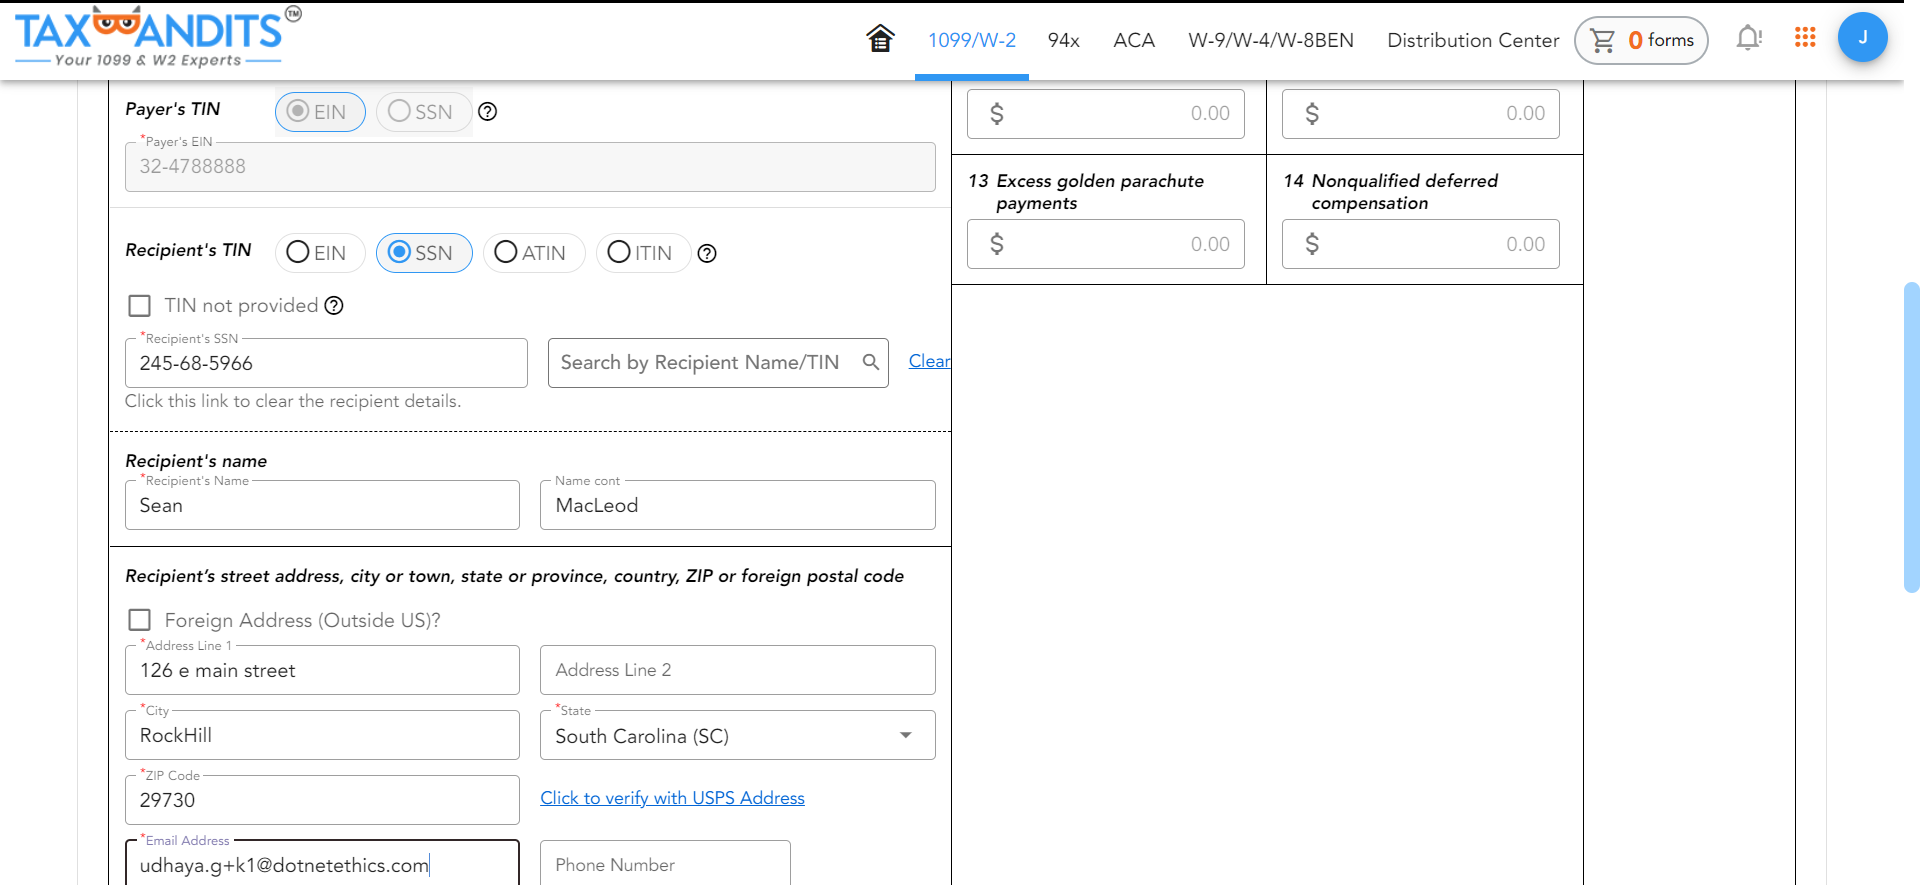 TAX ANDITS TM
Your 1099 & W2 Experts
1099/W-2
94x
ACA
W-9/W-4/W-8BEN
Distribution Center
0 forms
J
Payer's TIN
EIN
SSN
*Payer's EIN
32-4788888
Recipient's TIN
EIN
SSN
ATIN
ITIN
TIN not provided
*Recipient's SSN
245-68-5966
Search by Recipient Name/TIN
Clear
Click this link to clear the recipient details.
Recipient's name
*Recipient's Name
Sean
Name cont
MacLeod
Recipient’s street address, city or town, state or province, country, ZIP or foreign postal code
Foreign Address (Outside US)?
*Address Line 1
126 e main street
Address Line 2
*City
RockHill
*State
South Carolina (SC)
*ZIP Code
29730
Click to verify with USPS Address
*Email Address
udhaya.g+k1@dotnetethics.com
Phone Number
$ 0.00
$ 0.00
13 Excess golden parachute
payments
$ 0.00
14 Nonqualified deferred
compensation
$ 0.00